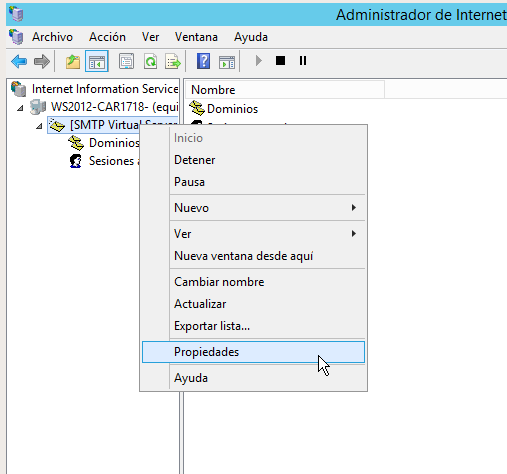 Administrador de Internet
Archivo Acción Ver Ventana Ayuda
Internet Information Service
Nombre
WS2012-CAR1718- (equi
Dominios
[SMTP Virtual Server
Dominios
Sesiones a
Inicio
Detener
Pausa
Nuevo
Ver
Nueva ventana desde aquí
Cambiar nombre
Actualizar
Exportar lista...
Propiedades
Ayuda